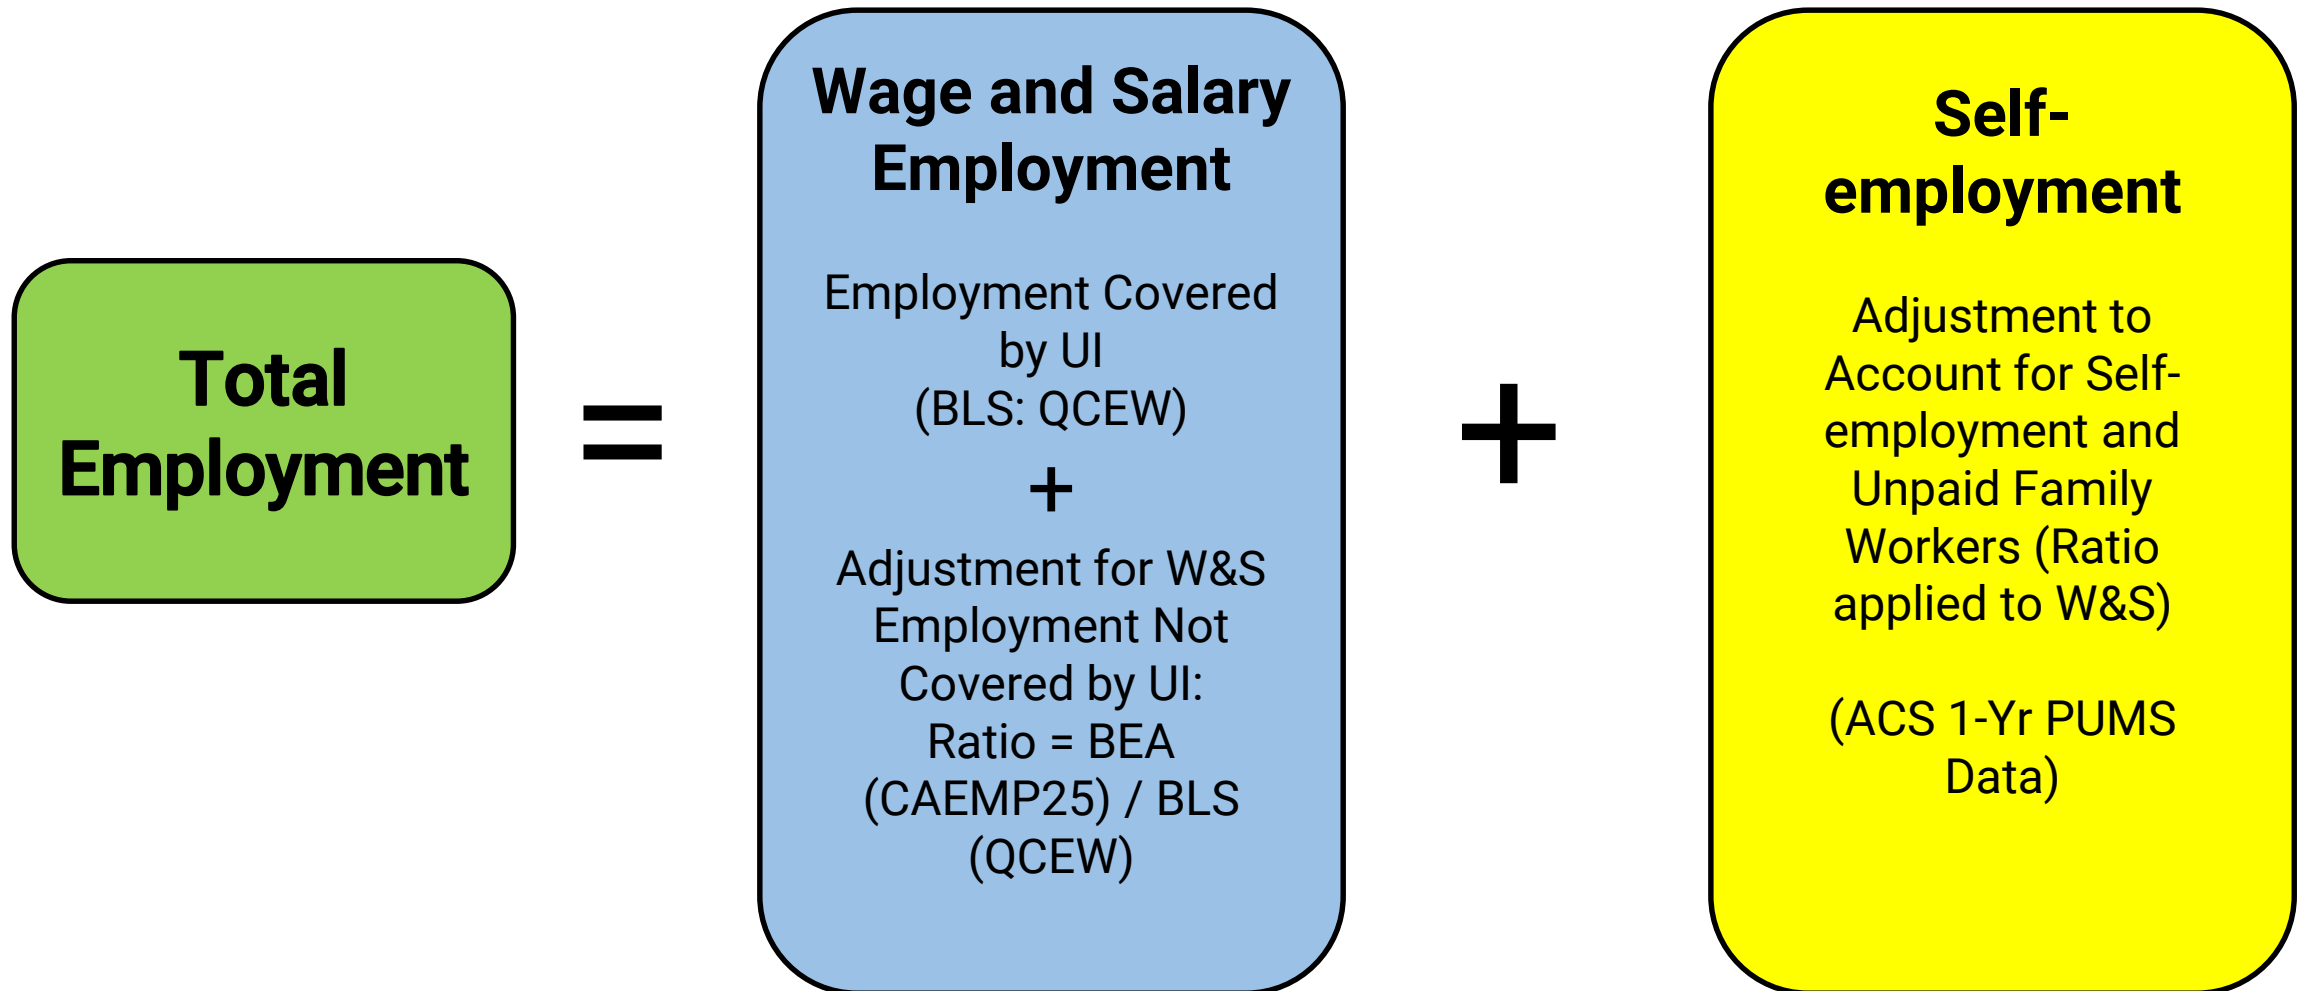 Total
Employment
=
Wage and Salary
Employment
Employment Covered
by UI
(BLS: QCEW)
+
Adjustment for W&S
Employment Not
Covered by UI:
Ratio = BEA
(CAEMP25) / BLS
(QCEW)
+
Self-
employment
Adjustment to
Account for Self-
employment and
Unpaid Family
Workers (Ratio
applied to W&S)
(ACS 1-Yr PUMS
Data)